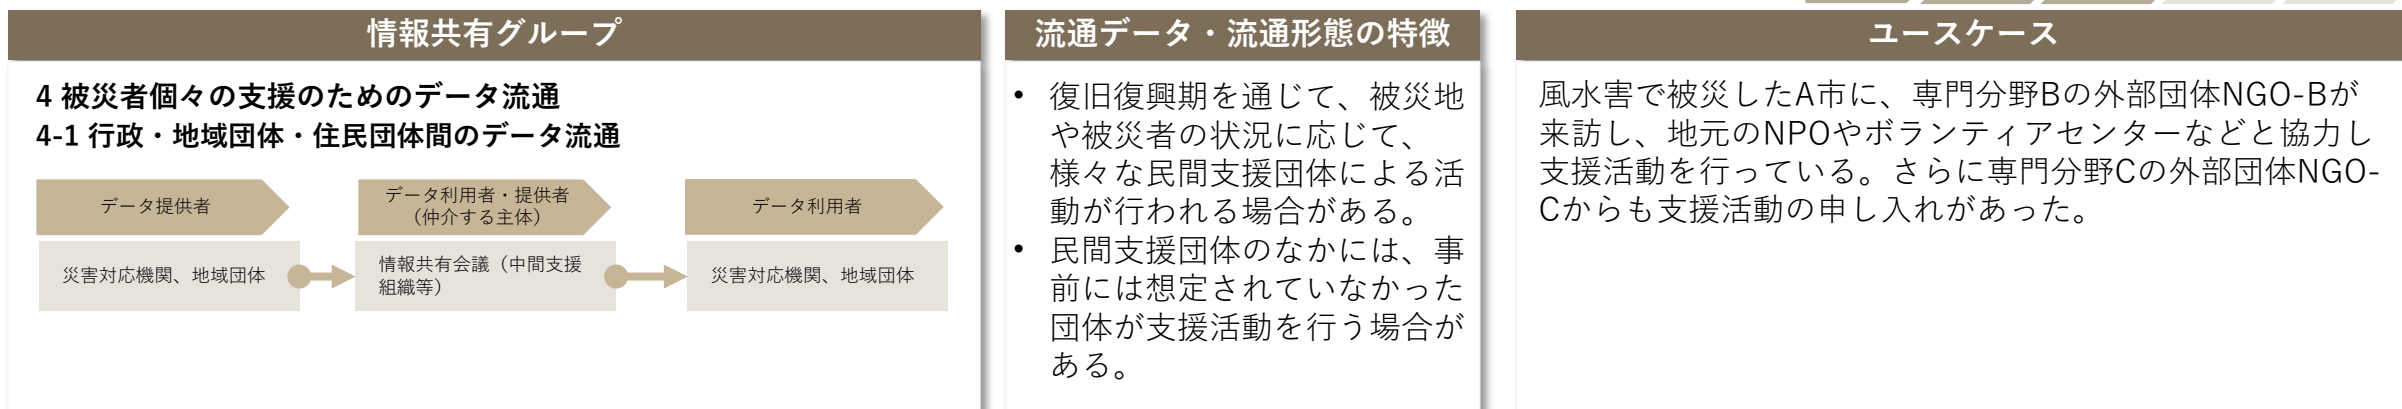 情報共有グループ
4 被災者個々の支援のためのデータ流通
4-1 行政・地域団体・住民団体間のデータ流通
データ提供者
データ利用者・提供者
（仲介する主体）
データ利用者
災害対応機関、地域団体
情報共有会議（中間支援
組織等）
災害対応機関、地域団体
流通データ・流通形態の特徴
• 復旧復興期を通じて、被災地
や被災者の状況に応じて、
様々な民間支援団体による活
動が行われる場合がある。
• 民間支援団体のなかには、事
前には想定されていなかった
団体が支援活動を行う場合が
ある。
ユースケース
風水害で被災したA市に、専門分野Bの外部団体NGO-Bが
来訪し、地元のNPOやボランティアセンターなどと協力し
支援活動を行っている。さらに専門分野Cの外部団体NGO-
Cからも支援活動の申し入れがあった。